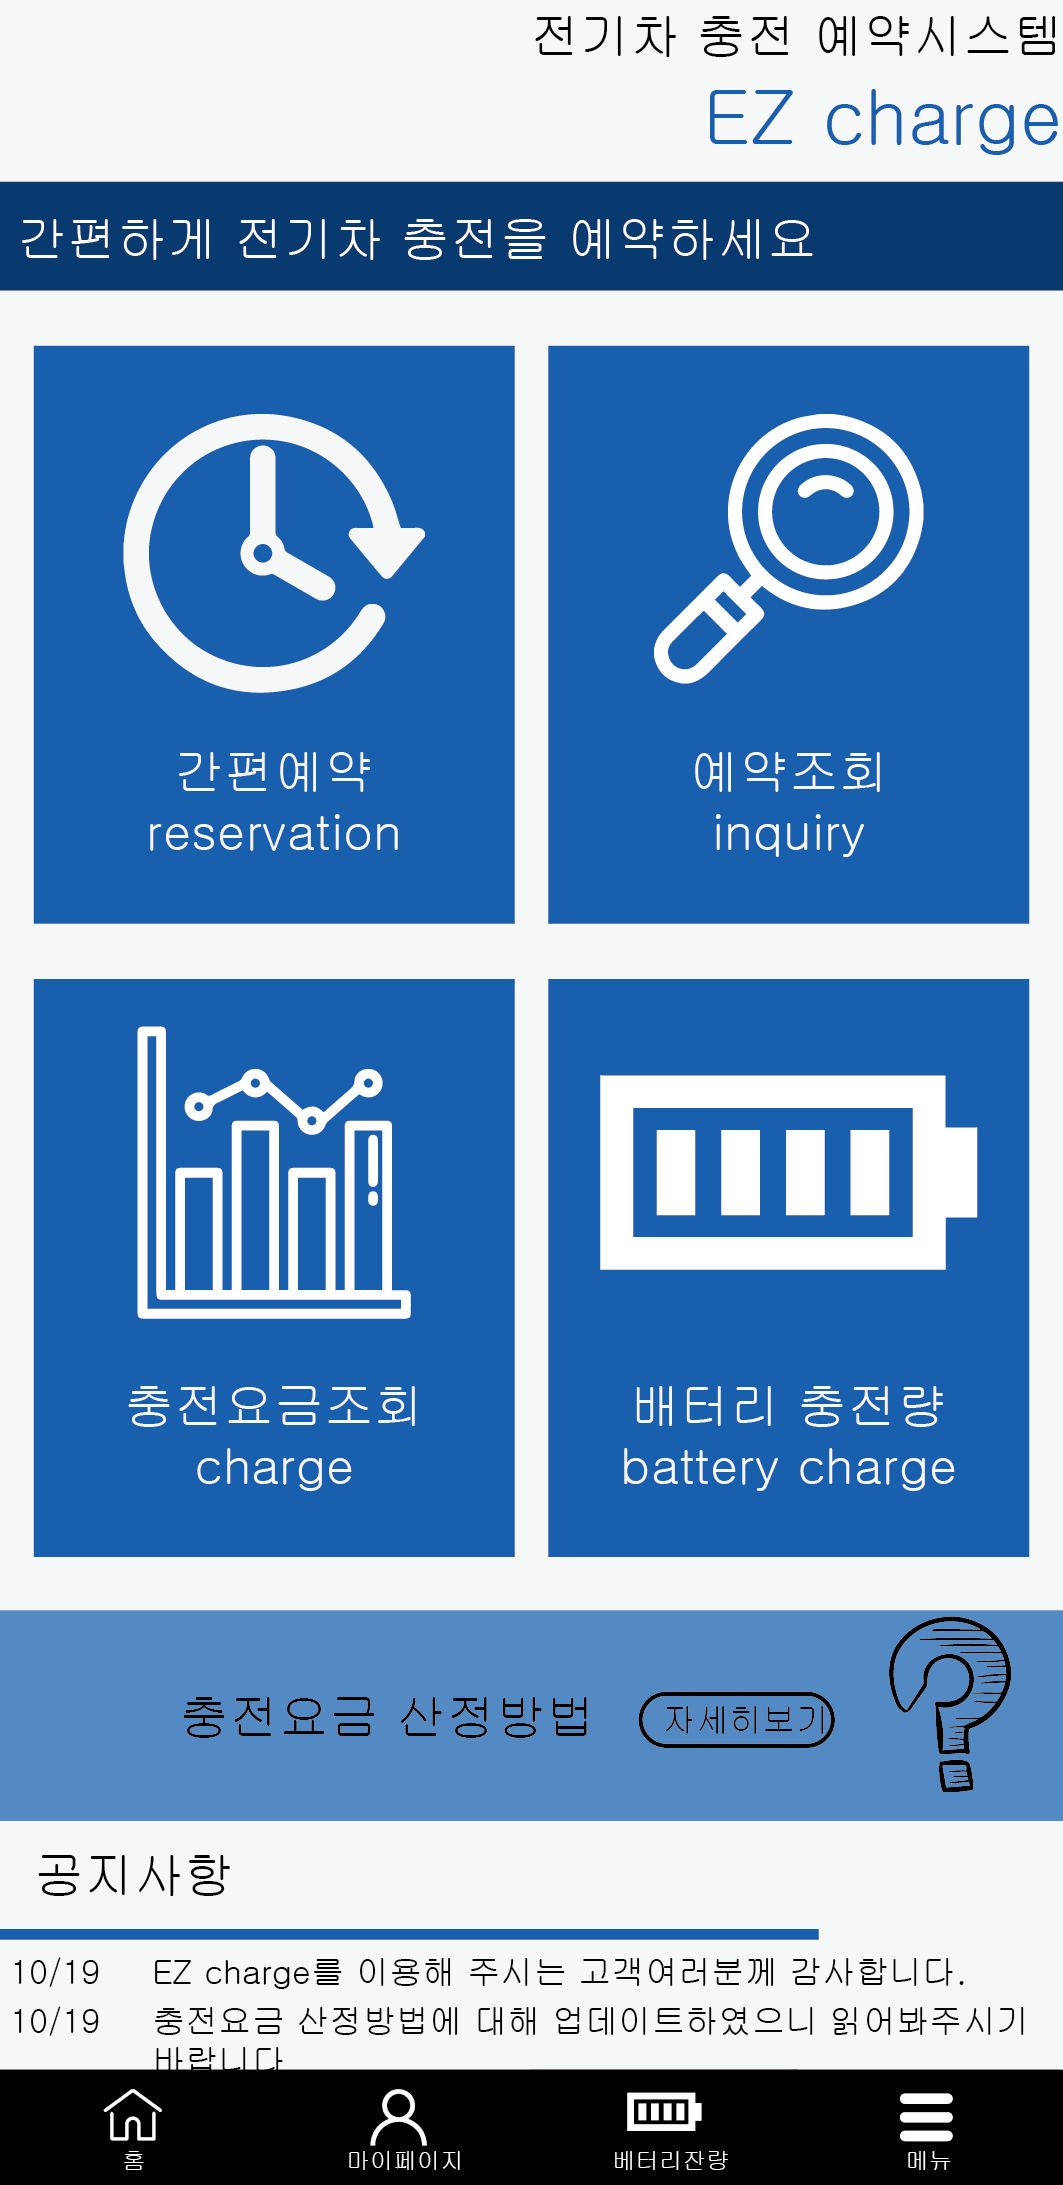 전기차 충전 예약시스템
EZ charge
간편하게 전기차 충전을 예약하세요
간편예약
reservation
예약조회
inquiry
충전요금조회
charge
배터리 충전량
battery charge
충전요금 산정방법
자세히보기
공지사항
10/19 EZ charge를 이용해 주시는 고객여러분께 감사합니다.
10/19 충전요금 산정방법에 대해 업데이트하였으니 읽어봐주시기
바랍니다
홈
마이페이지
베터리잔량
메뉴